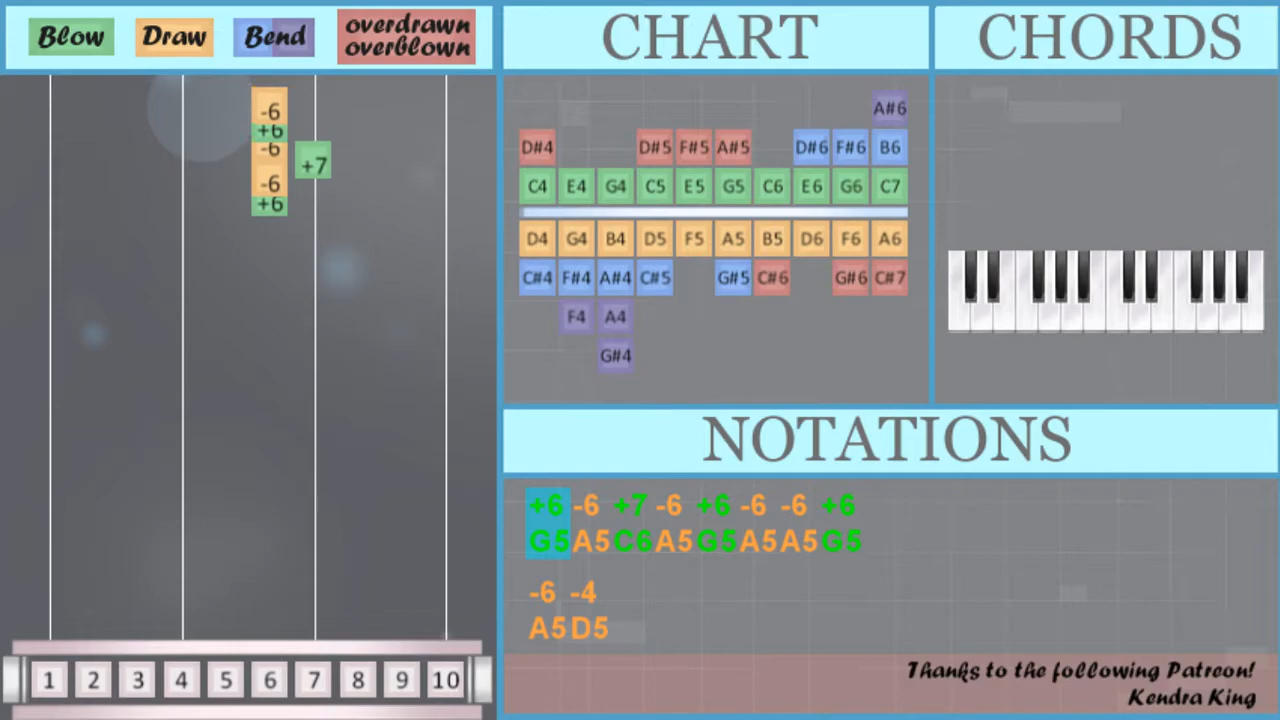 Blow Draw Bend overdrawn overblown
CHART
CHORDS
-6
+6
-6
+7
-6
+6
A#6
D#4 D#5 F#5 A#5 D#6 F#6 B6
C4 E4 G4 C5 E5 G5 C6 E6 G6 C7
D4 G4 B4 D5 F5 A5 B5 D6 F6 A6
C#4 F#4 A#4 C#5 G#5 C#6 G#6 C#7
F4 A4
G#4
NOTATIONS
+6 -6 +7 -6 +6 -6 -6 +6
G5 A5 C6 A5 G5 A5 A5 G5
-6 -4
A5 D5
1 2 3 4 5 6 7 8 9 10
Thanks to the following Patreon!
Kendra King